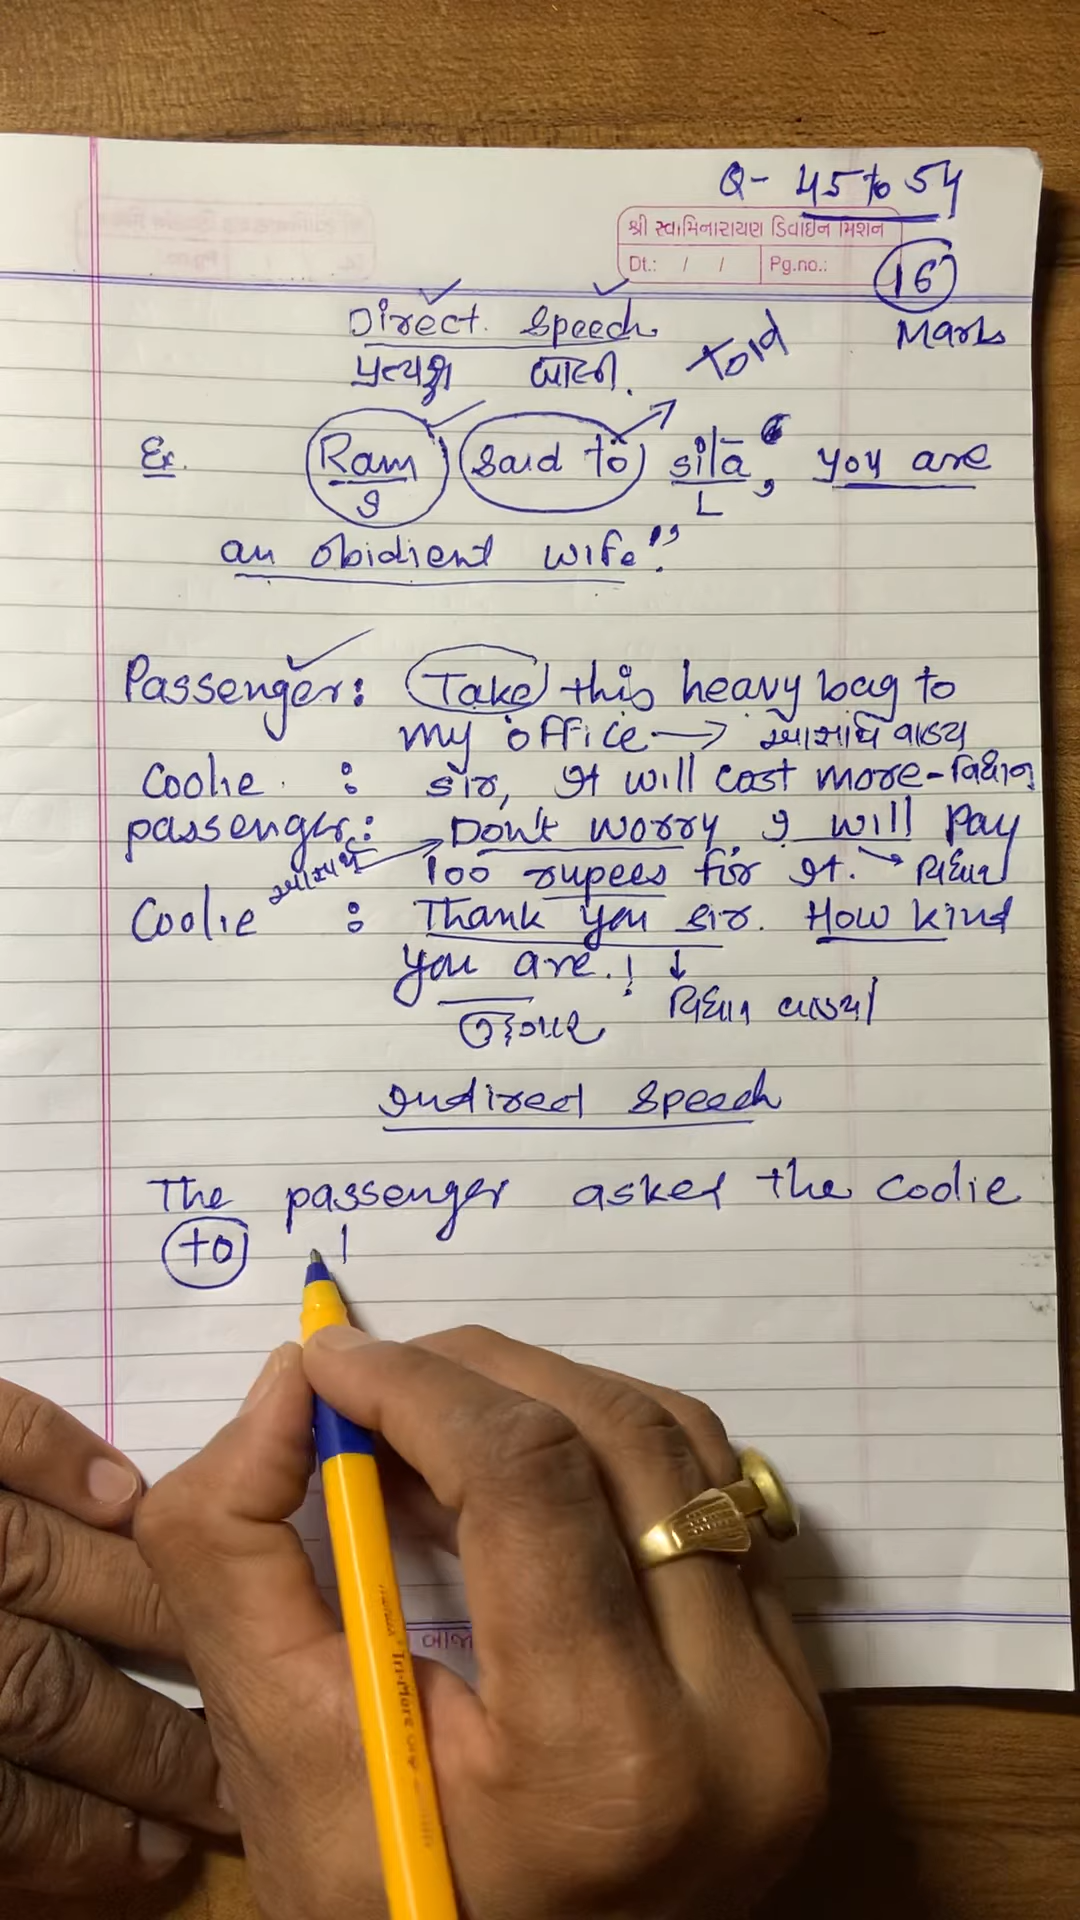 Q- 45 to 54
શ્રી સ્વામિનારાયણ ડિવાઇન મિશન
Dt.: / / Pg.no.:
16
Marks
Direct. Speech
પ્રત્યક્ષ બોલી.
told
Ex. Ram Said to sita, "you are
S L
an obidient wife."
Passenger: Take this heavy bag to
my office → આજ્ઞાર્થ વાક્ય
Coolie : Sir, It will cost more - વિધાન
passenger: Don't worry, I will Pay
આજ્ઞાર્થ 100 rupees for It. → વિધાન
Coolie : Thank you sir. How kind
you are.! ↓
ઉદ્દગાર વિધાન વાક્ય
Indirect Speech
The passenger asked the coolie
to